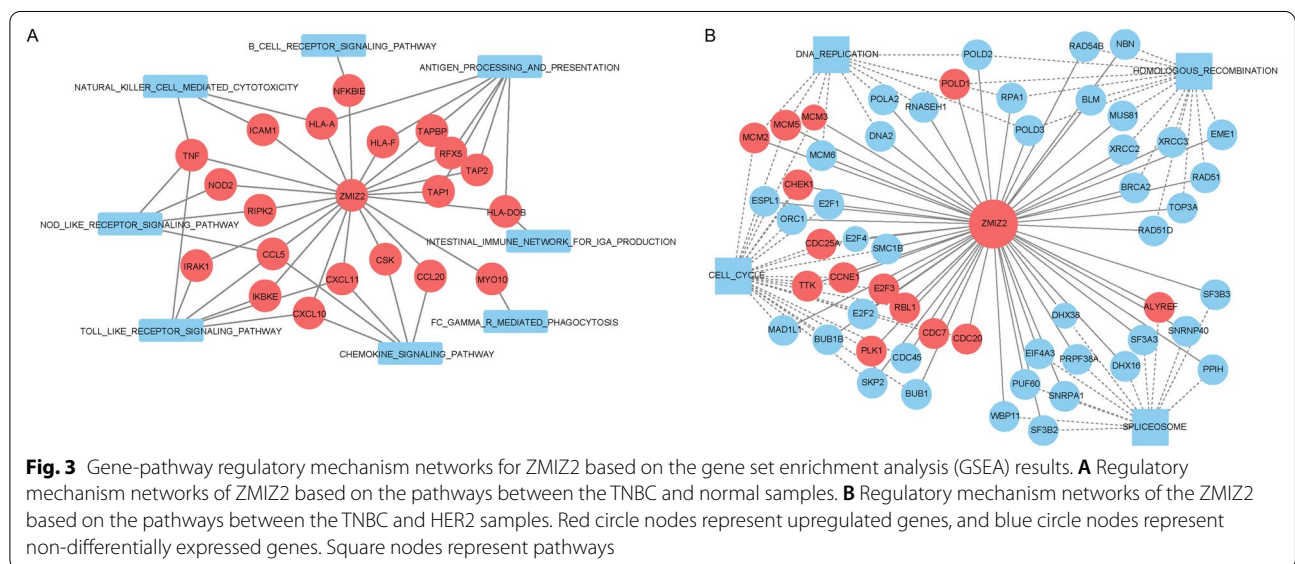 A
B_CELL_RECEPTOR_SIGNALING_PATHWAY
ANTIGEN_PROCESSING_AND_PRESENTATION
NATURAL_KILLER_CELL_MEDIATED_CYTOTOXICITY
NFKBIE
HLA-A
ICAM1
HLA-F
TAPBP
RFX5
TAP2
TNF
NOD2
ZMIZ2
TAP1
RIPK2
HLA-DOB
NOD_LIKE_RECEPTOR_SIGNALING_PATHWAY
INTESTINAL_IMMUNE_NETWORK_FOR_IGA_PRODUCTION
CCL5
CSK
IRAK1
CXCL11
CCL20
MYO10
IKBKE
CXCL10
TOLL_LIKE_RECEPTOR_SIGNALING_PATHWAY
FC_GAMMA_R_MEDIATED_PHAGOCYTOSIS
CHEMOKINE_SIGNALING_PATHWAY
B
DNA_REPLICATION
POLD2
RAD54B
NBN
HOMOLOGOUS_RECOMBINATION
POLD1
POLA2
RNASEH1
RPA1
BLM
MUS81
MCM2
MCM5
MCM3
DNA2
POLD3
EME1
MCM6
XRCC2
XRCC3
CHEK1
RAD51
ESPL1
E2F1
BRCA2
ORC1
TOP3A
ZMIZ2
RAD51D
CDC25A
E2F4
SMC1B
CELL_CYCLE
TTK
CCNE1
E2F3
RBL1
E2F2
SF3B3
ALYREF
DHX38
SNRNP40
MAD1L1
BUB1B
CDC7
CDC20
SF3A3
PLK1
CDC45
EIF4A3
PRPF38A
DHX16
PPIH
SKP2
BUB1
PUF60
SNRPA1
WBP11
SF3B2
SPLICEOSOME
Fig. 3 Gene-pathway regulatory mechanism networks for ZMIZ2 based on the gene set enrichment analysis (GSEA) results. A Regulatory
mechanism networks of ZMIZ2 based on the pathways between the TNBC and normal samples. B Regulatory mechanism networks of the ZMIZ2
based on the pathways between the TNBC and HER2 samples. Red circle nodes represent upregulated genes, and blue circle nodes represent
non-differentially expressed genes. Square nodes represent pathways